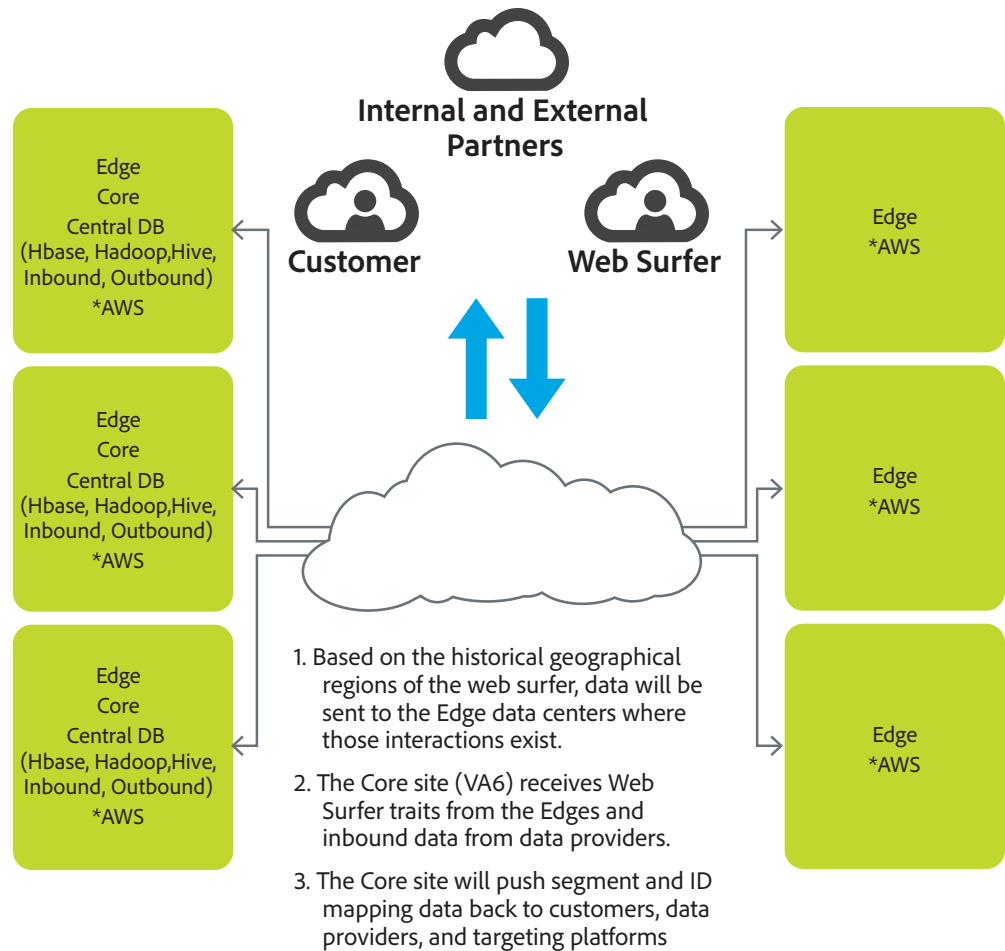 Internal and External
Partners
Customer
Web Surfer
Edge
Core
Central DB
(Hbase, Hadoop,Hive,
Inbound, Outbound)
*AWS
Edge
Core
Central DB
(Hbase, Hadoop,Hive,
Inbound, Outbound)
*AWS
Edge
Core
Central DB
(Hbase, Hadoop,Hive,
Inbound, Outbound)
*AWS
Edge
*AWS
Edge
*AWS
Edge
*AWS
1. Based on the historical geographical
regions of the web surfer, data will be
sent to the Edge data centers where
those interactions exist.
2. The Core site (VA6) receives Web
Surfer traits from the Edges and
inbound data from data providers.
3. The Core site will push segment and ID
mapping data back to customers, data
providers, and targeting platforms